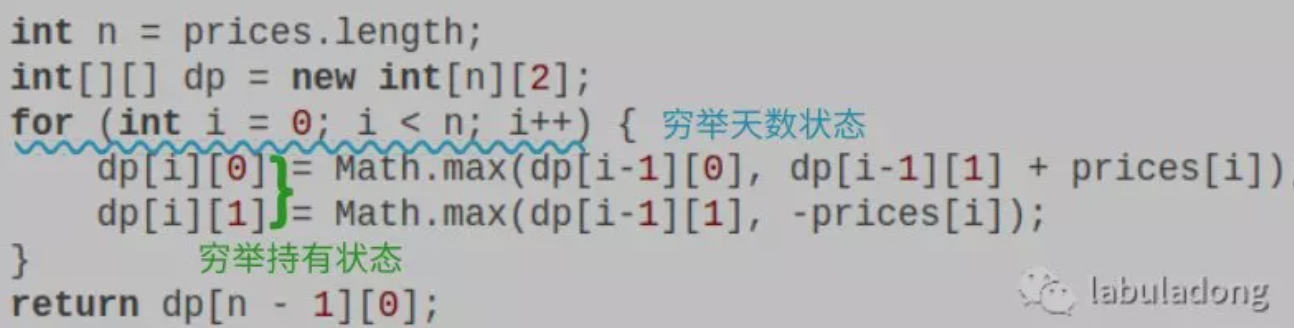 int n = prices.length;
int[][] dp = new int[n][2];
for (int i = 0; i < n; i++) { 穷举天数状态
    dp[i][0] = Math.max(dp[i-1][0], dp[i-1][1] + prices[i])
    dp[i][1] = Math.max(dp[i-1][1], -prices[i]);
} 穷举持有状态
return dp[n - 1][0];
labuladong